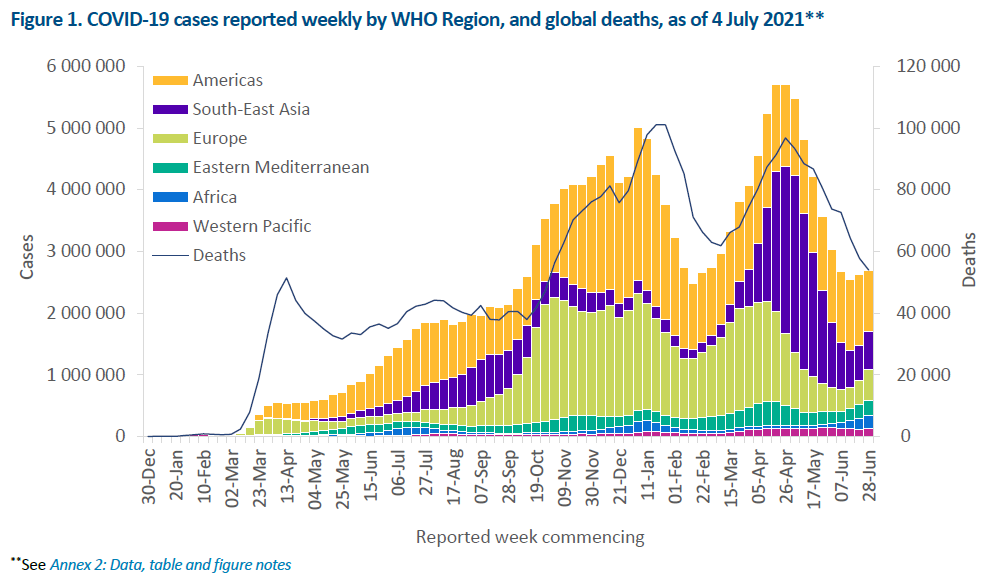 Figure 1. COVID-19 cases reported weekly by WHO Region, and global deaths, as of 4 July 2021**
6 000 000
5 000 000
4 000 000
3 000 000
2 000 000
1 000 000
0
Cases
Americas
South-East Asia
Europe
Eastern Mediterranean
Africa
Western Pacific
Deaths
120 000
100 000
80 000
60 000
40 000
20 000
0
Deaths
30-Dec
20-Jan
10-Feb
02-Mar
23-Mar
13-Apr
04-May
25-May
15-Jun
06-Jul
27-Jul
17-Aug
07-Sep
28-Sep
19-Oct
09-Nov
30-Nov
21-Dec
11-Jan
01-Feb
22-Feb
15-Mar
05-Apr
26-Apr
17-May
07-Jun
28-Jun
Reported week commencing
**See Annex 2: Data, table and figure notes